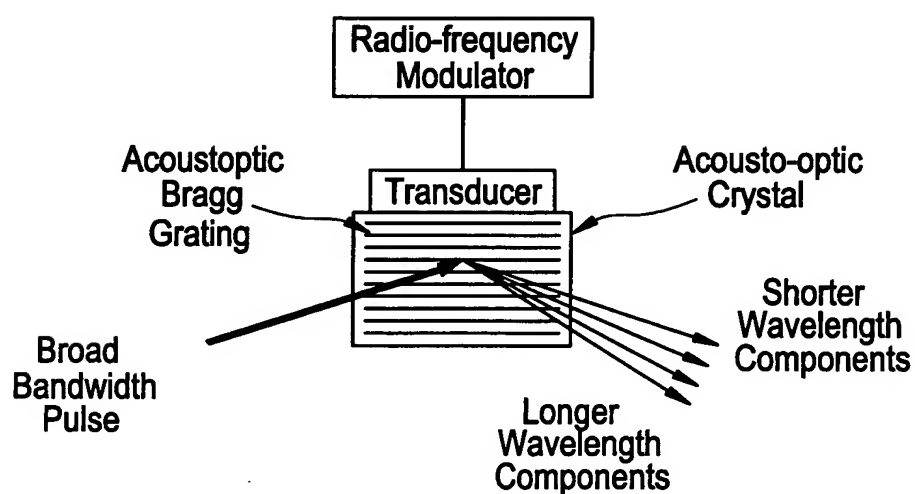 Radio-frequency
Modulator
Acoustoptic
Bragg
Grating
Transducer
Acousto-optic
Crystal
Broad
Bandwidth
Pulse
Shorter
Wavelength
Components
Longer
Wavelength
Components